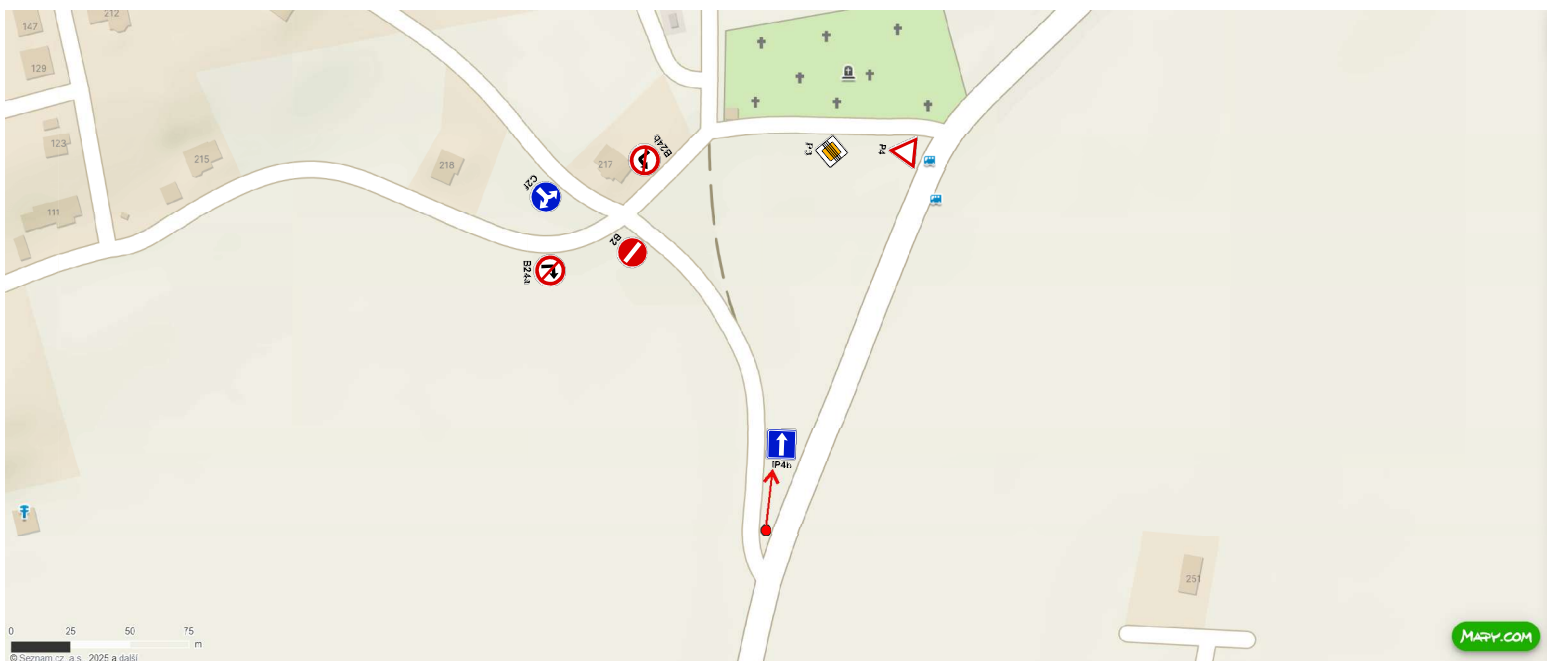 212
147
129
B24b
P3
P4
123
215
218
217
C2f
111
B2
B24a
IP4b
251
0 25 50 75
m
© Seznam.cz, a.s., 2025 a další
MAPY.COM